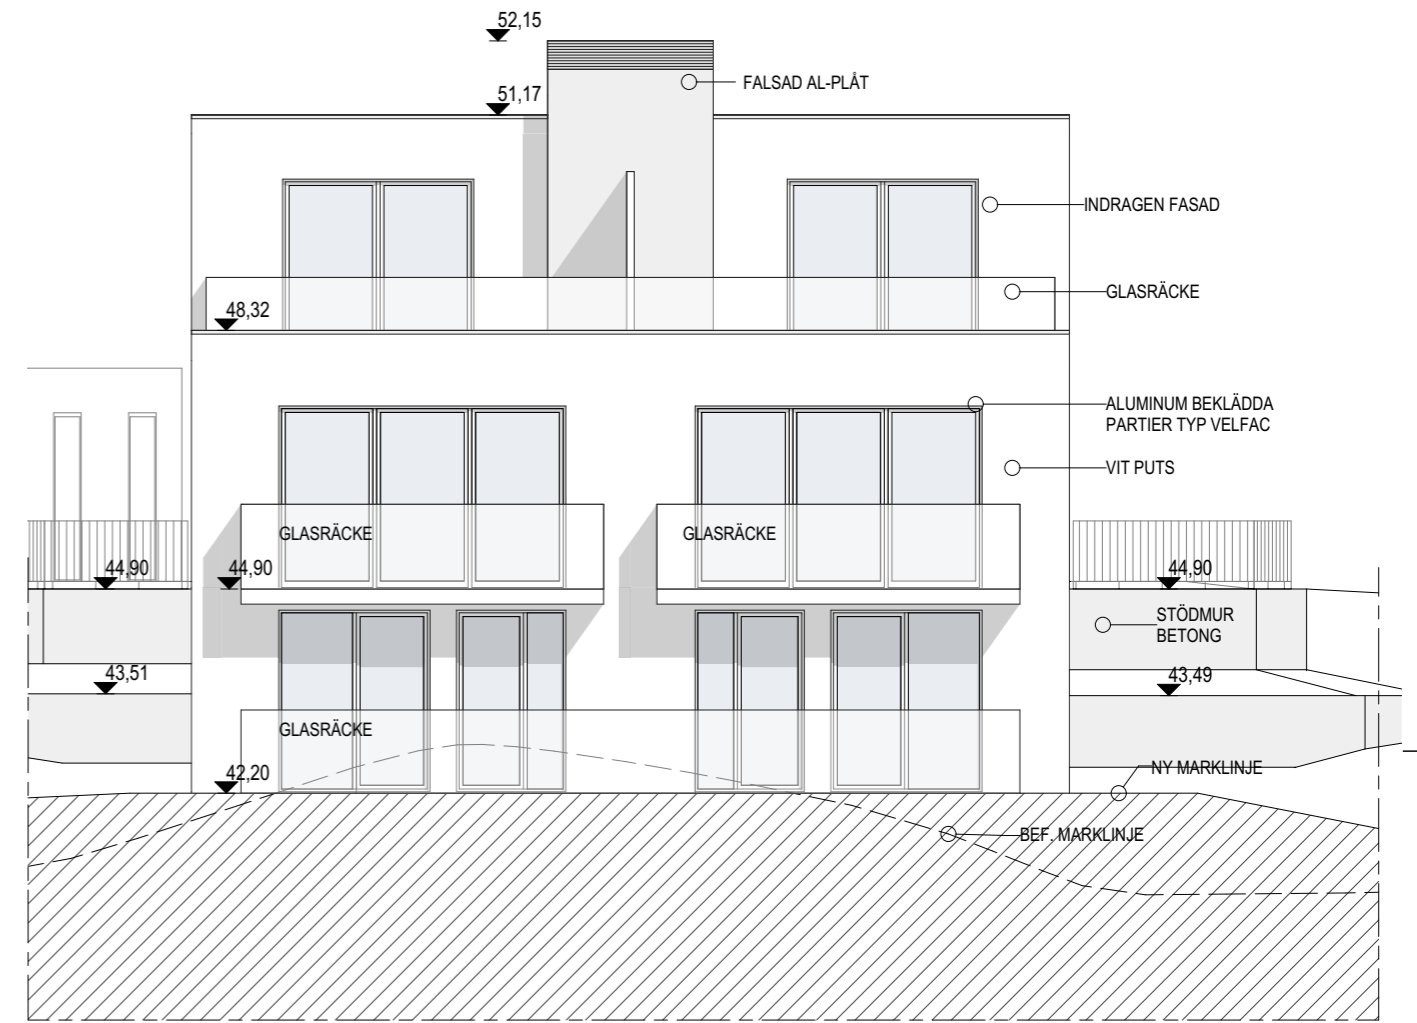 52,15
FALSAD AL-PLÅT
51,17
INDRAGEN FASAD
GLASRÄCKE
48,32
ALUMINUM BEKLÄDDA
PARTIER TYP VELFAC
VIT PUTS
GLASRÄCKE
GLASRÄCKE
44,90
44,90
44,90
STÖDMUR
BETONG
43,51
43,49
GLASRÄCKE
42,20
NY MARKLINJE
BEF. MARKLINJE